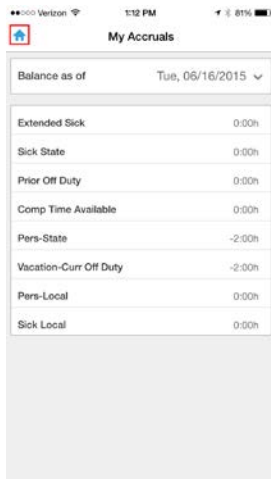 Verizon 1:12 PM 81%
My Accruals
Balance as of Tue, 06/16/2015
Extended Sick 0:00h
Sick State 0:00h
Prior Off Duty 0:00h
Comp Time Available 0:00h
Pers-State -2:00h
Vacation-Curr Off Duty -2:00h
Pers-Local 0:00h
Sick Local 0:00h